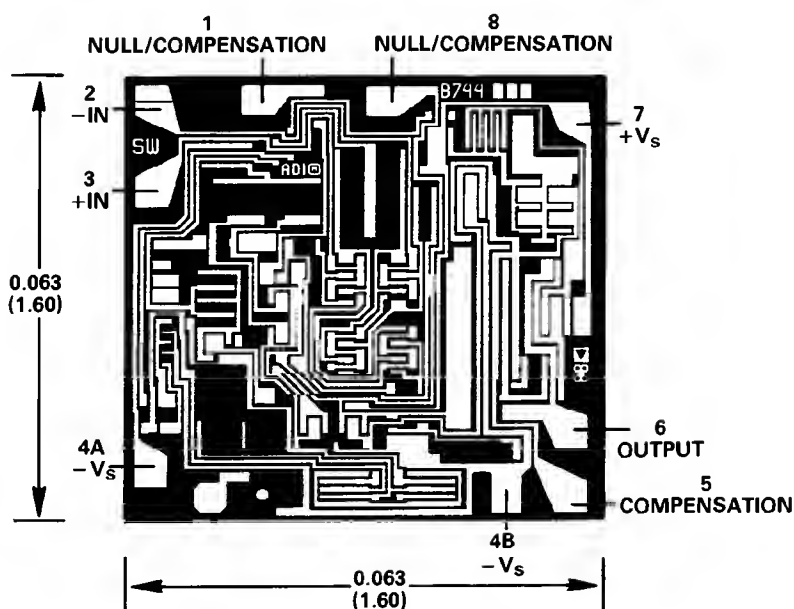 1
NULL/COMPENSATION
8
NULL/COMPENSATION
2
−IN
B744
7
+VS
SW
3
+IN
ADI
0.063
(1.60)
4A
−VS
6
OUTPUT
5
COMPENSATION
4B
−VS
0.063
(1.60)